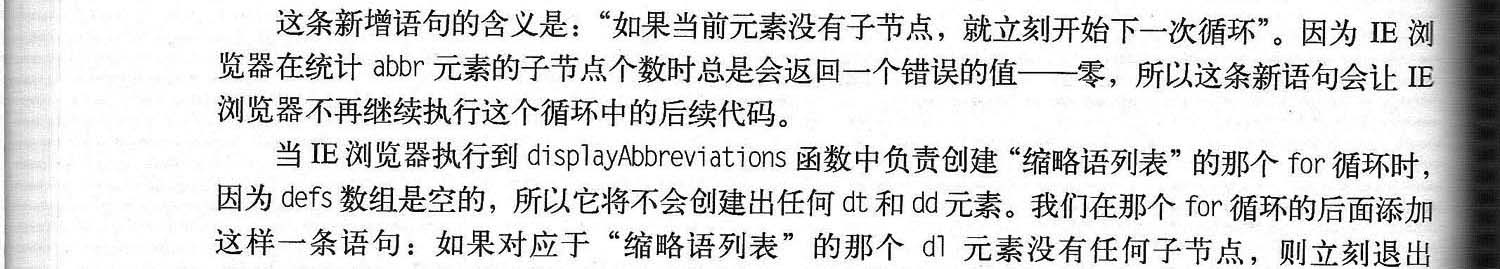 这条新增语句的含义是：“如果当前元素没有子节点，就立刻开始下一次循环”。因为 IE 浏
览器在统计 abbr 元素的子节点个数时总是会返回一个错误的值——零，所以这条新语句会让 IE
浏览器不再继续执行这个循环中的后续代码。
当 IE 浏览器执行到 displayAbbreviations 函数中负责创建“缩略语列表”的那个 for 循环时，
因为 defs 数组是空的，所以它将不会创建出任何 dt 和 dd 元素。我们在那个 for 循环的后面添加
这样一条语句：如果对应于“缩略语列表”的那个 dl 元素没有任何子节点，则立刻退出